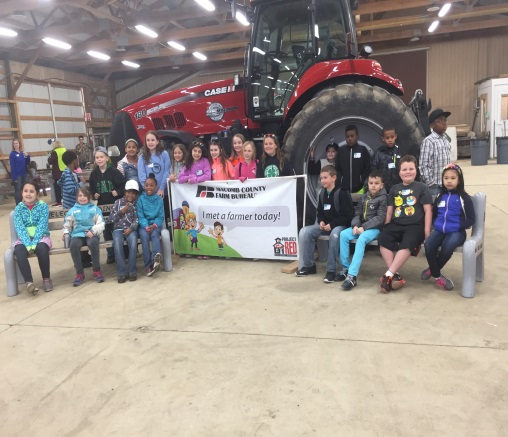 CASE IH
MACOMB COUNTY
FARM BUREAU
I met a farmer today!
PROJECT
RED